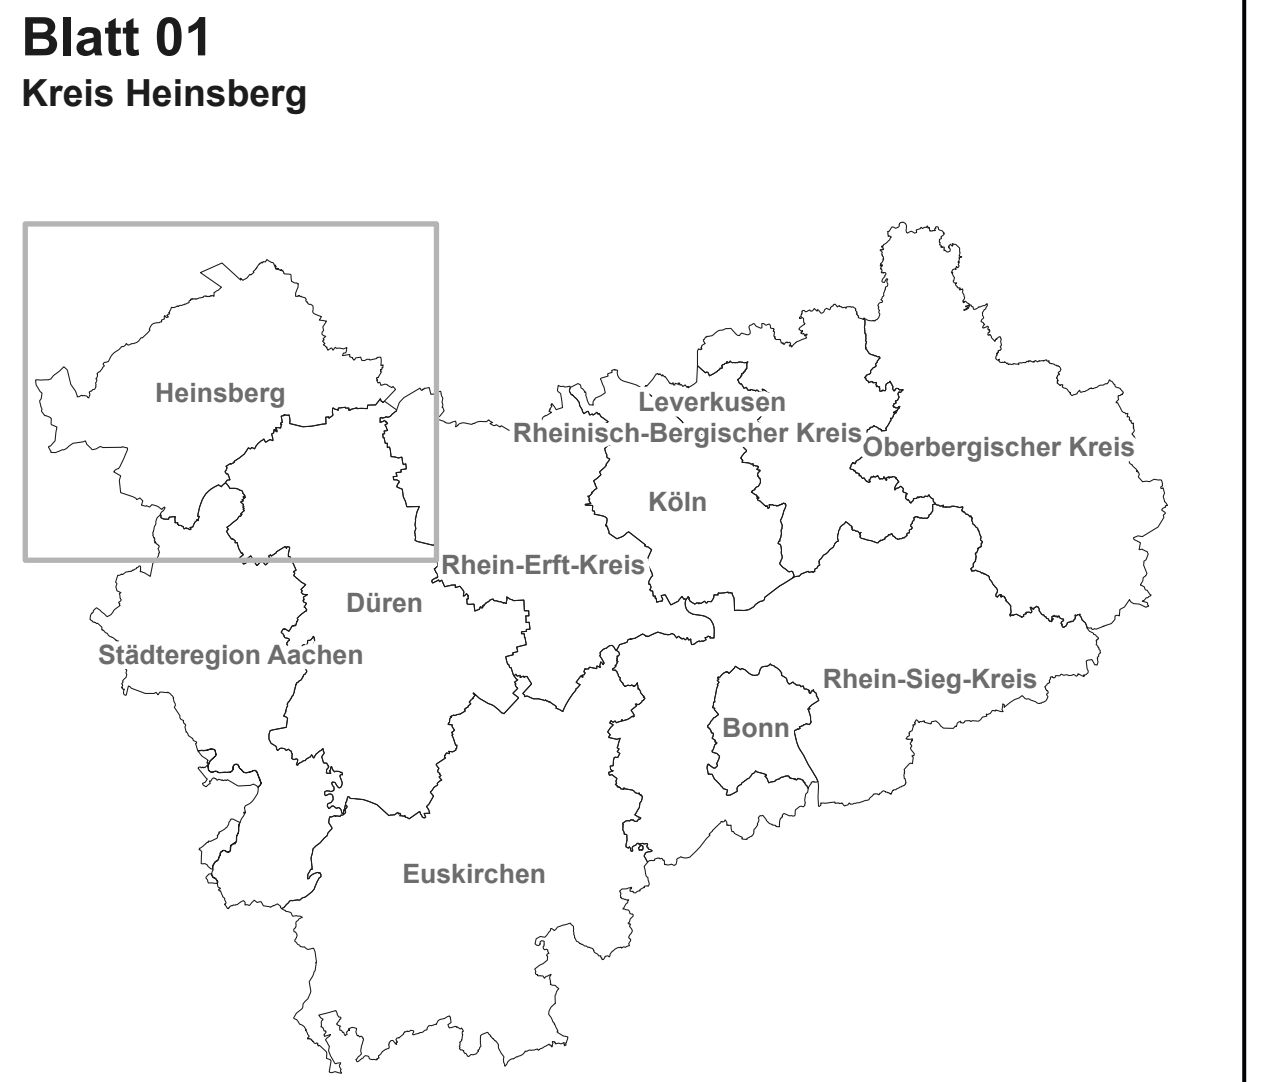 Blatt 01
Kreis Heinsberg
Heinsberg
Leverkusen
Rheinisch-Bergischer Kreis
Oberbergischer Kreis
Köln
Rhein-Erft-Kreis
Düren
Städteregion Aachen
Rhein-Sieg-Kreis
Bonn
Euskirchen